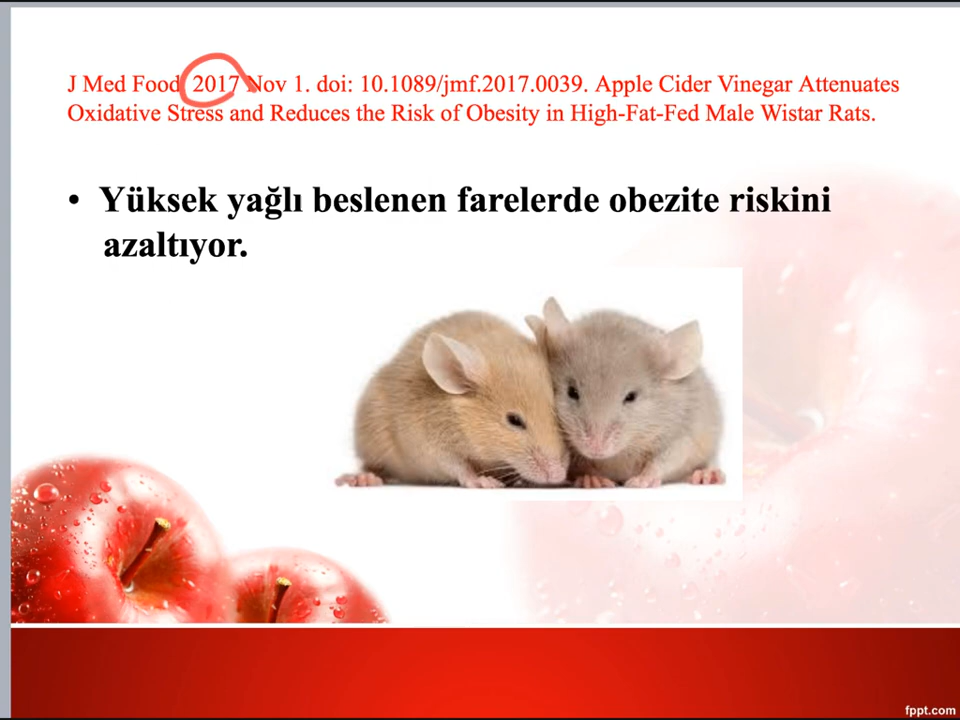 J Med Food 2017 Nov 1. doi: 10.1089/jmf.2017.0039. Apple Cider Vinegar Attenuates
Oxidative Stress and Reduces the Risk of Obesity in High-Fat-Fed Male Wistar Rats.
• Yüksek yağlı beslenen farelerde obezite riskini
azaltıyor.
fppt.com